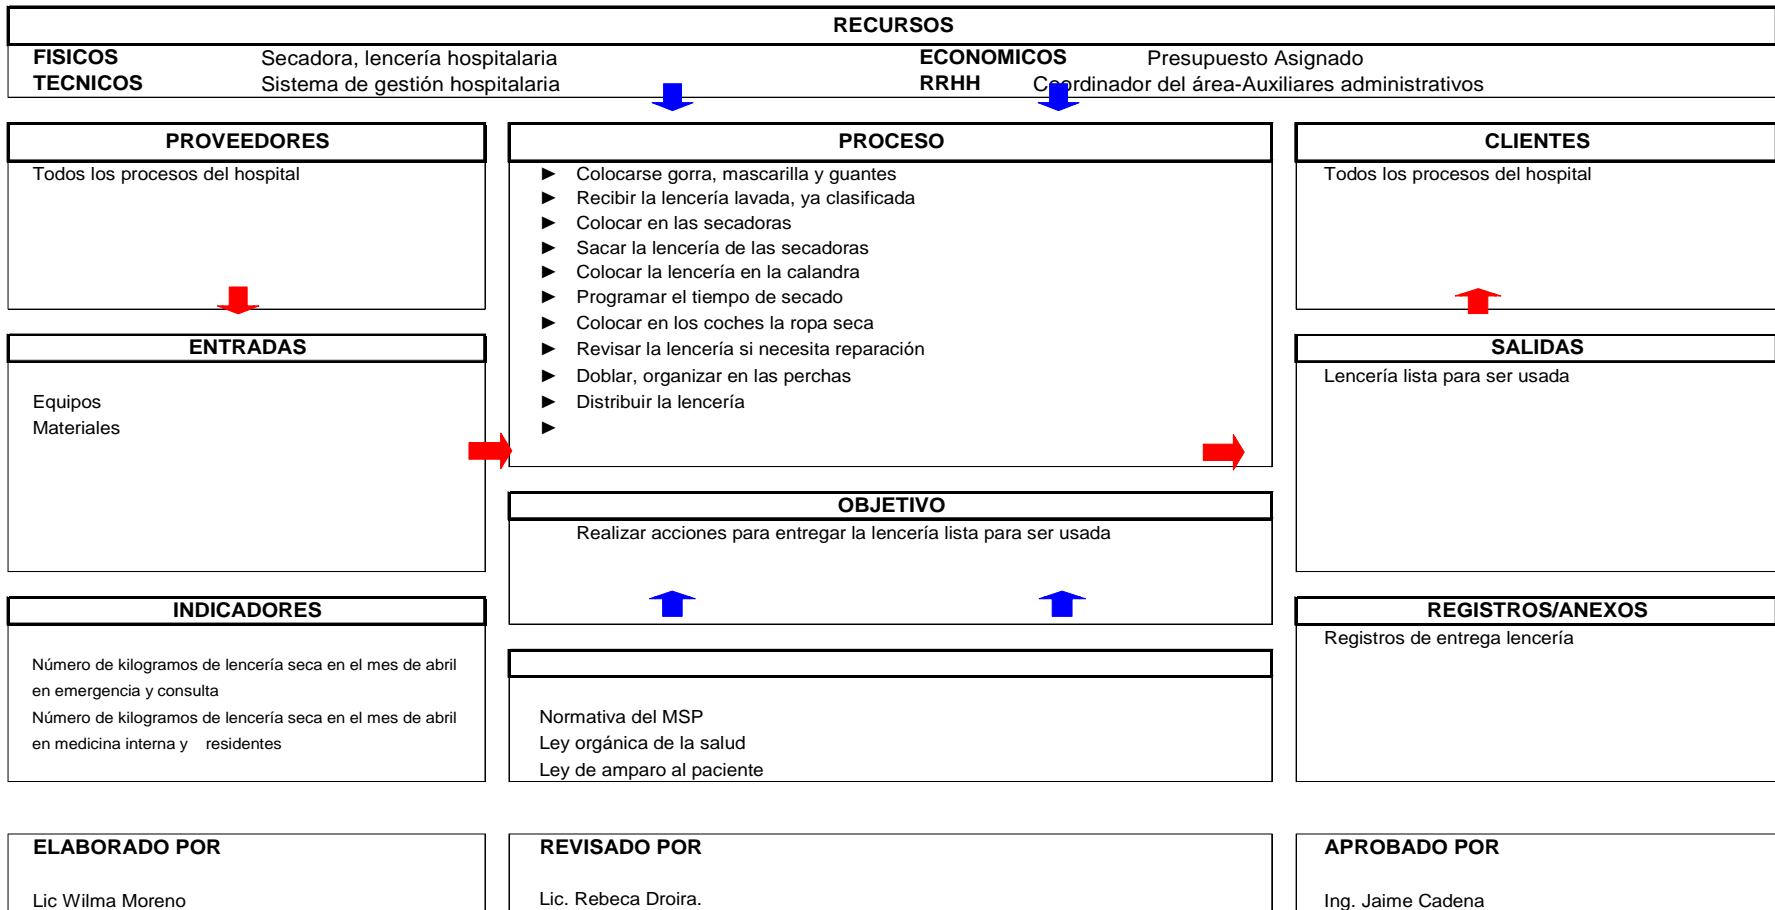 RECURSOS
FISICOS Secadora, lencería hospitalaria ECONOMICOS Presupuesto Asignado
TECNICOS Sistema de gestión hospitalaria RRHH Coordinador del área-Auxiliares administrativos
PROVEEDORES
Todos los procesos del hospital
PROCESO
► Colocarse gorra, mascarilla y guantes
► Recibir la lencería lavada, ya clasificada
► Colocar en las secadoras
► Sacar la lencería de las secadoras
► Colocar la lencería en la calandra
► Programar el tiempo de secado
► Colocar en los coches la ropa seca
► Revisar la lencería si necesita reparación
► Doblar, organizar en las perchas
► Distribuir la lencería
►
CLIENTES
Todos los procesos del hospital
ENTRADAS
Equipos
Materiales
SALIDAS
Lencería lista para ser usada
OBJETIVO
Realizar acciones para entregar la lencería lista para ser usada
INDICADORES
Número de kilogramos de lencería seca en el mes de abril
en emergencia y consulta
Número de kilogramos de lencería seca en el mes de abril
en medicina interna y residentes
Normativa del MSP
Ley orgánica de la salud
Ley de amparo al paciente
REGISTROS/ANEXOS
Registros de entrega lencería
ELABORADO POR
Lic Wilma Moreno
REVISADO POR
Lic. Rebeca Droira.
APROBADO POR
Ing. Jaime Cadena